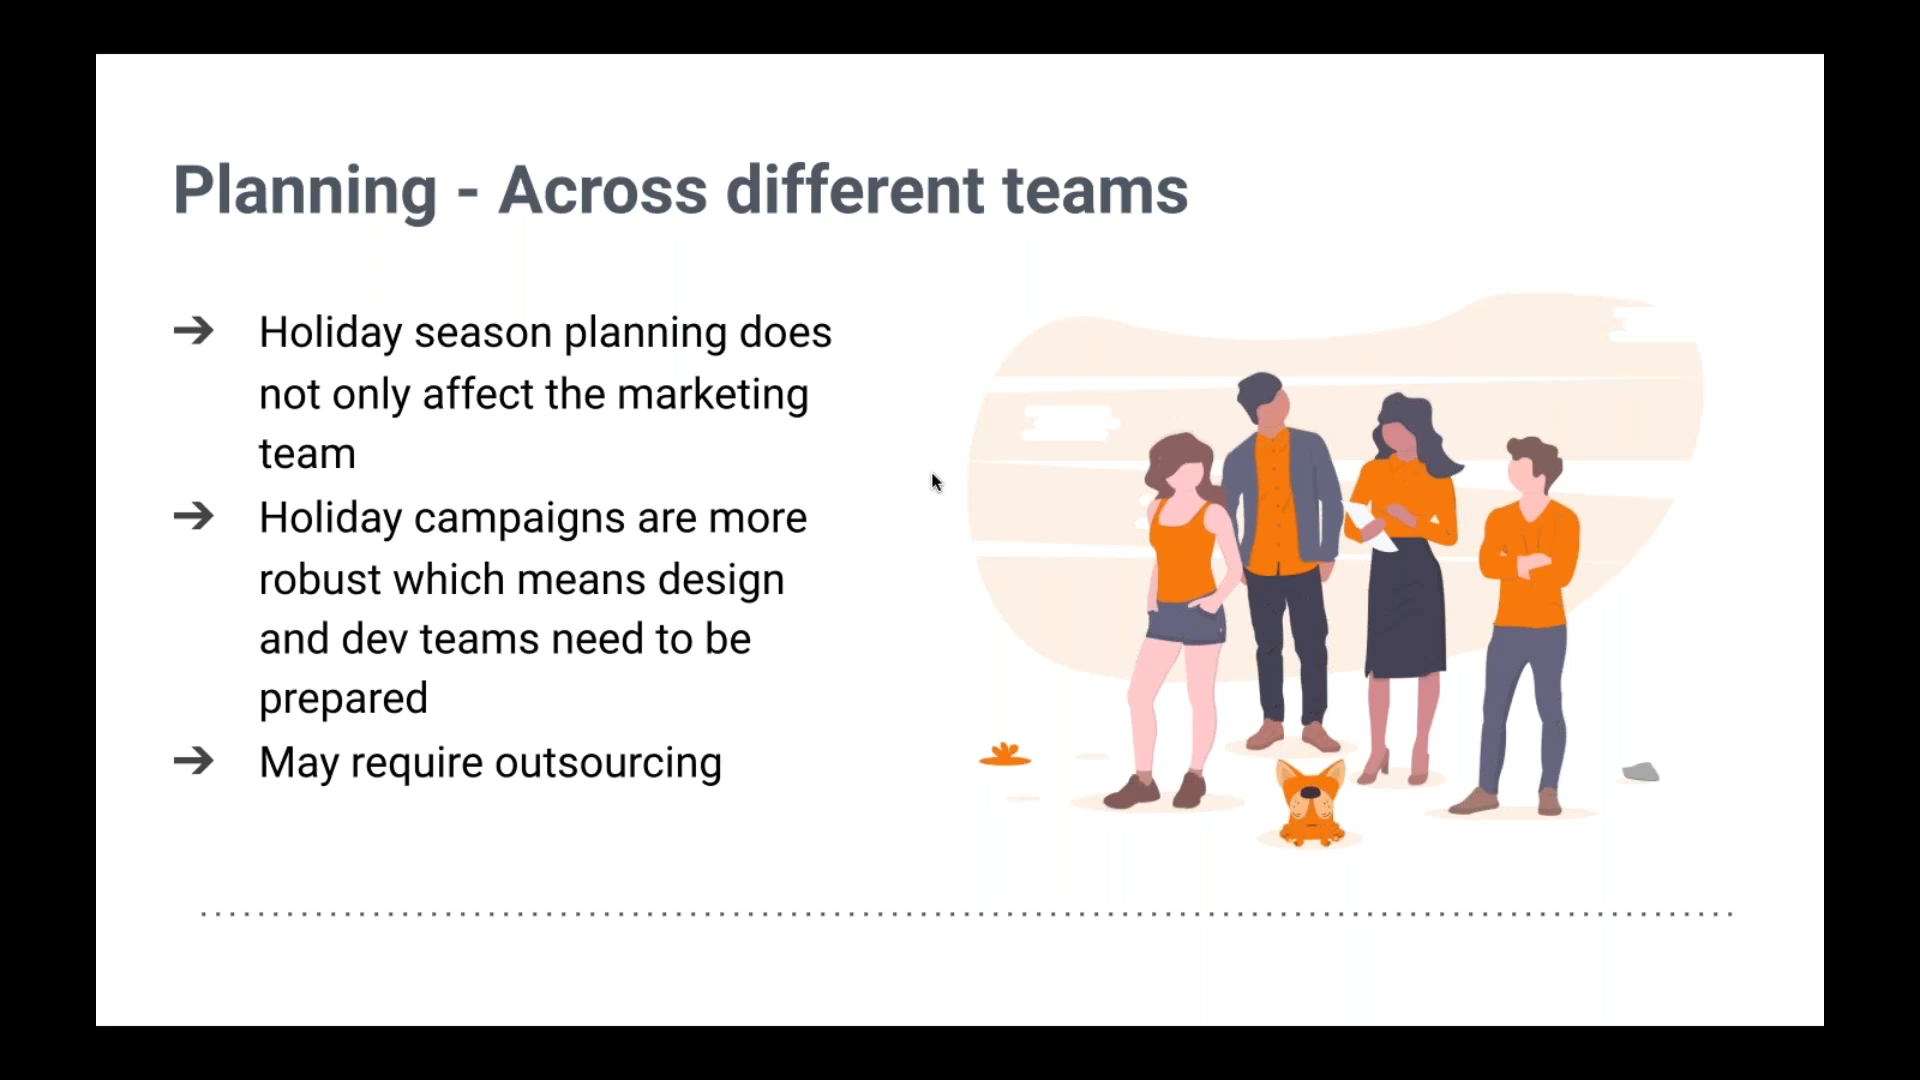 Planning - Across different teams
➔ Holiday season planning does
not only affect the marketing
team
➔ Holiday campaigns are more
robust which means design
and dev teams need to be
prepared
➔ May require outsourcing